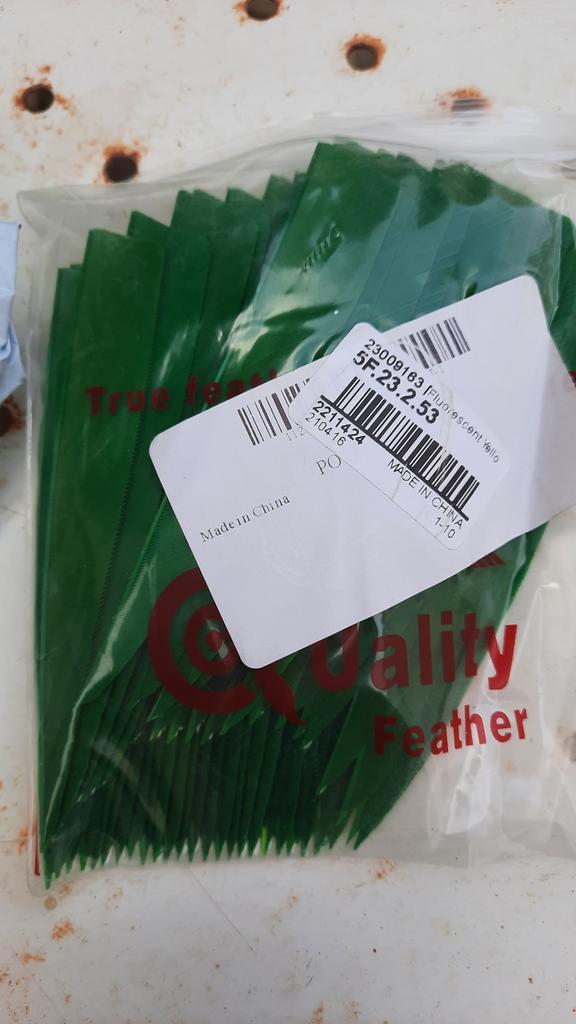 True feat
23009163 |Fluorescent Yello
5F.23.2.53
2211424
210416
MADE IN CHINA
1-10
PO
Made in China
Quality
Feather